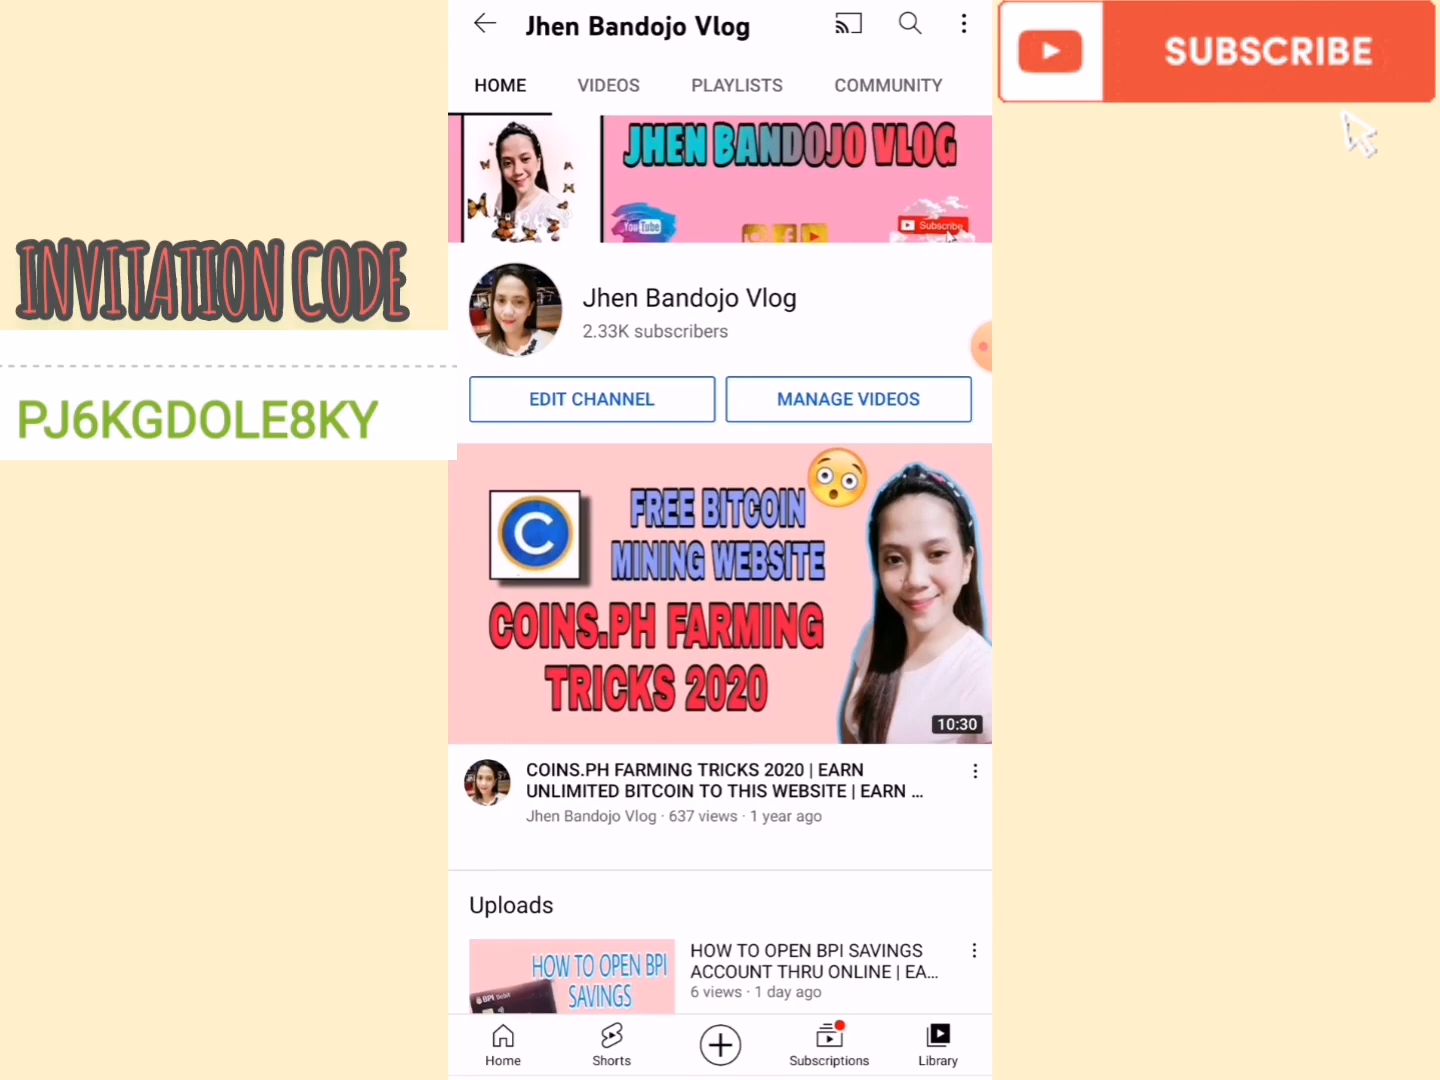 Jhen Bandojo Vlog
SUBSCRIBE
HOME VIDEOS PLAYLISTS COMMUNITY
JHEN BANDOJO VLOG
YouTube
Subscribe
INVITATION CODE
PJ6KGDOLE8KY
Jhen Bandojo Vlog
2.33K subscribers
EDIT CHANNEL MANAGE VIDEOS
C
FREE BITCOIN
MINING WEBSITE
COINS.PH FARMING
TRICKS 2020
10:30
COINS.PH FARMING TRICKS 2020 | EARN
UNLIMITED BITCOIN TO THIS WEBSITE | EARN ...
Jhen Bandojo Vlog · 637 views · 1 year ago
Uploads
HOW TO OPEN BPI
SAVINGS
BPI Debit
HOW TO OPEN BPI SAVINGS
ACCOUNT THRU ONLINE | EA...
6 views · 1 day ago
Home Shorts Subscriptions Library